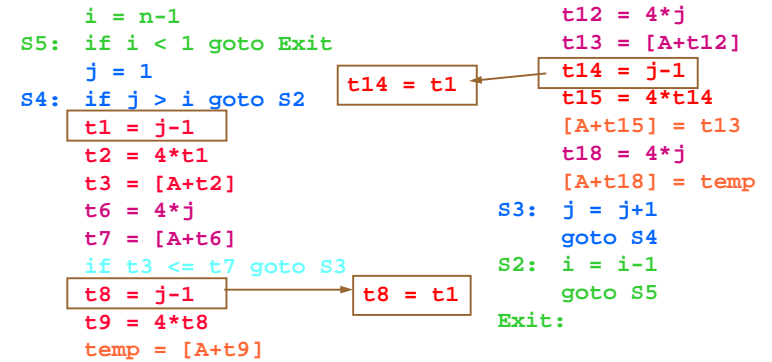 i = n-1
S5: if i < 1 goto Exit
j = 1
S4: if j > i goto S2
t1 = j-1
t2 = 4*t1
t3 = [A+t2]
t6 = 4*j
t7 = [A+t6]
if t3 <= t7 goto S3
t8 = j-1
t8 = t1
t9 = 4*t8
temp = [A+t9]
t12 = 4*j
t13 = [A+t12]
t14 = t1
t14 = j-1
t15 = 4*t14
[A+t15] = t13
t18 = 4*j
[A+t18] = temp
S3: j = j+1
goto S4
S2: i = i-1
goto S5
Exit: